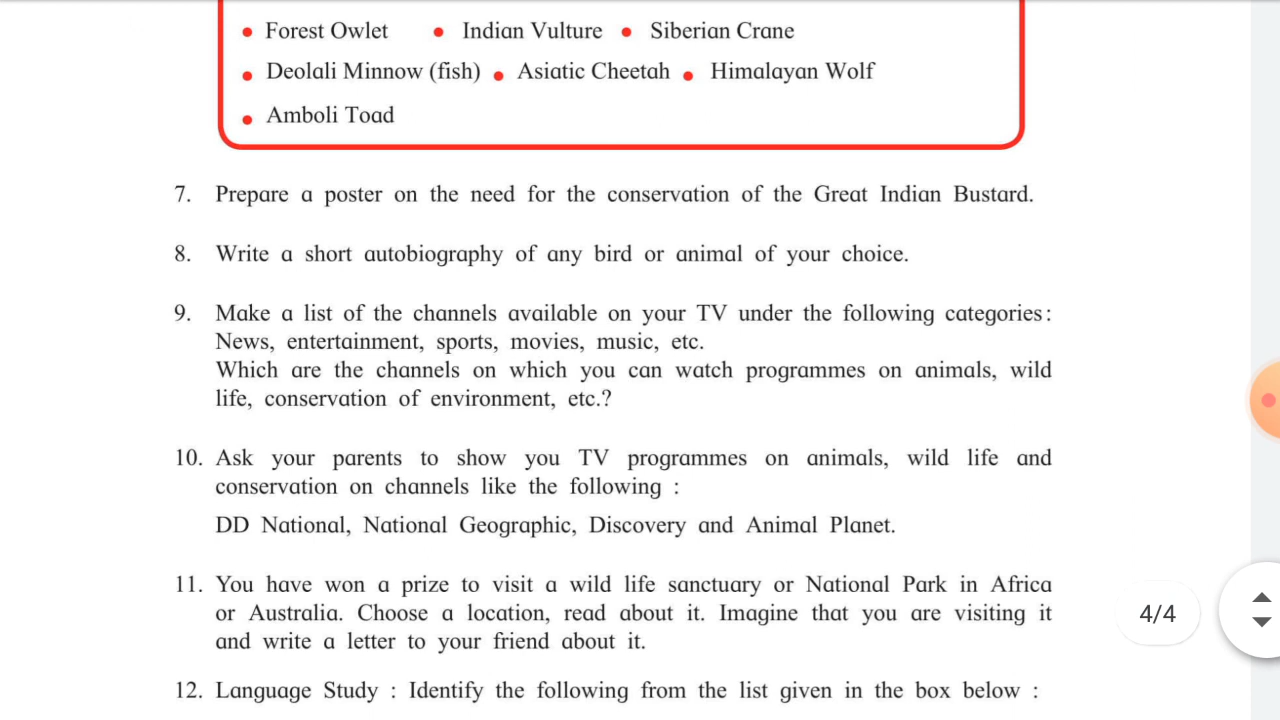 • Forest Owlet • Indian Vulture • Siberian Crane
• Deolali Minnow (fish) • Asiatic Cheetah • Himalayan Wolf
• Amboli Toad
7. Prepare a poster on the need for the conservation of the Great Indian Bustard.
8. Write a short autobiography of any bird or animal of your choice.
9. Make a list of the channels available on your TV under the following categories:
News, entertainment, sports, movies, music, etc.
Which are the channels on which you can watch programmes on animals, wild
life, conservation of environment, etc.?
10. Ask your parents to show you TV programmes on animals, wild life and
conservation on channels like the following :
DD National, National Geographic, Discovery and Animal Planet.
11. You have won a prize to visit a wild life sanctuary or National Park in Africa
or Australia. Choose a location, read about it. Imagine that you are visiting it
and write a letter to your friend about it.
4/4
12. Language Study : Identify the following from the list given in the box below :